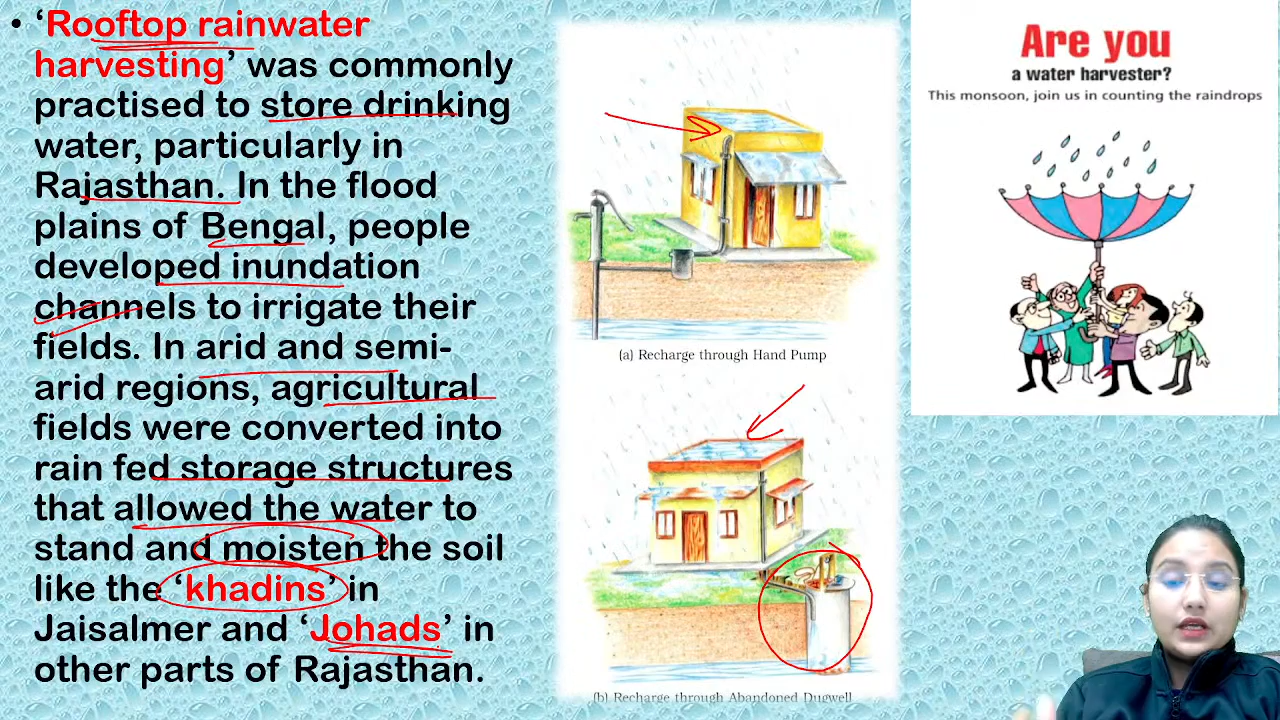 • ‘Rooftop rainwater
harvesting’ was commonly
practised to store drinking
water, particularly in
Rajasthan. In the flood
plains of Bengal, people
developed inundation
channels to irrigate their
fields. In arid and semi-
arid regions, agricultural
fields were converted into
rain fed storage structures
that allowed the water to
stand and moisten the soil
like the ‘khadins’ in
Jaisalmer and ‘Johads’ in
other parts of Rajasthan.
(a) Recharge through Hand Pump
(b) Recharge through Abandoned Dugwell
Are you
a water harvester?
This monsoon, join us in counting the raindrops